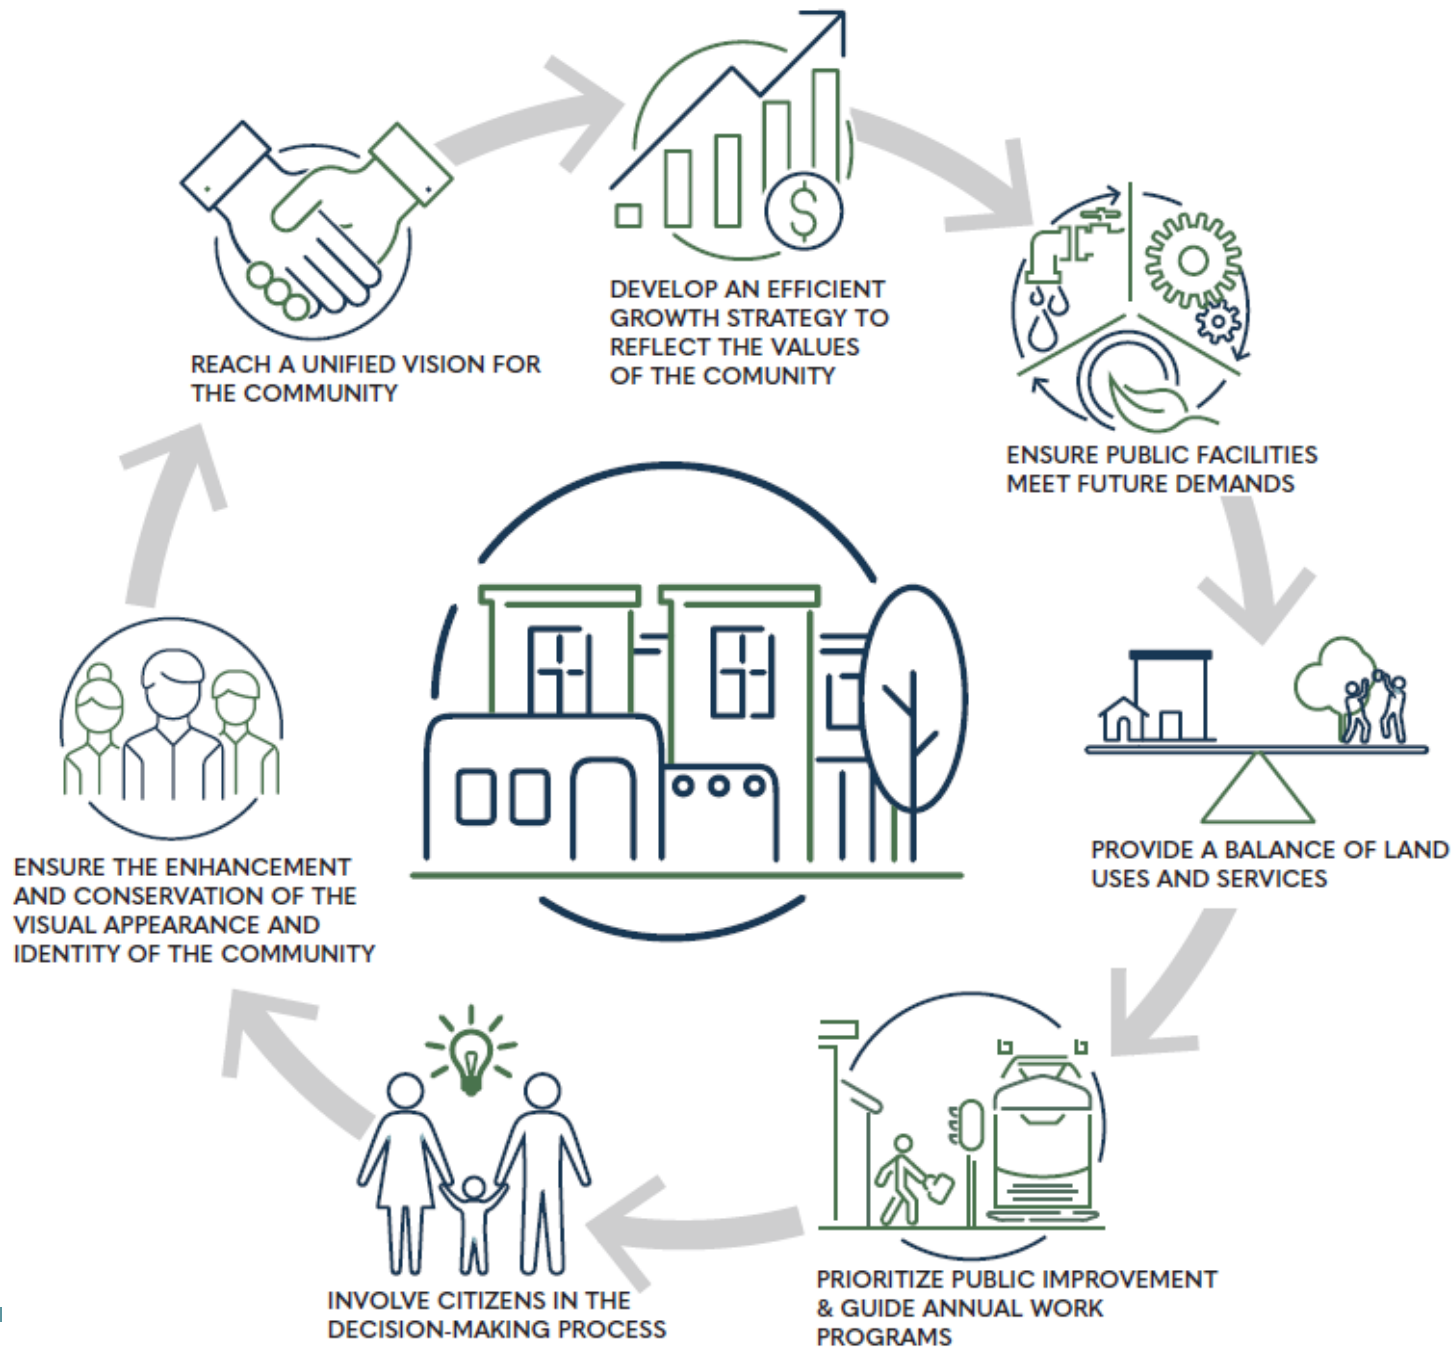 REACH A UNIFIED VISION FOR
THE COMMUNITY
$
DEVELOP AN EFFICIENT
GROWTH STRATEGY TO
REFLECT THE VALUES
OF THE COMUNITY
ENSURE PUBLIC FACILITIES
MEET FUTURE DEMANDS
PROVIDE A BALANCE OF LAND
USES AND SERVICES
PRIORITIZE PUBLIC IMPROVEMENT
& GUIDE ANNUAL WORK
PROGRAMS
INVOLVE CITIZENS IN THE
DECISION-MAKING PROCESS
ENSURE THE ENHANCEMENT
AND CONSERVATION OF THE
VISUAL APPEARANCE AND
IDENTITY OF THE COMMUNITY